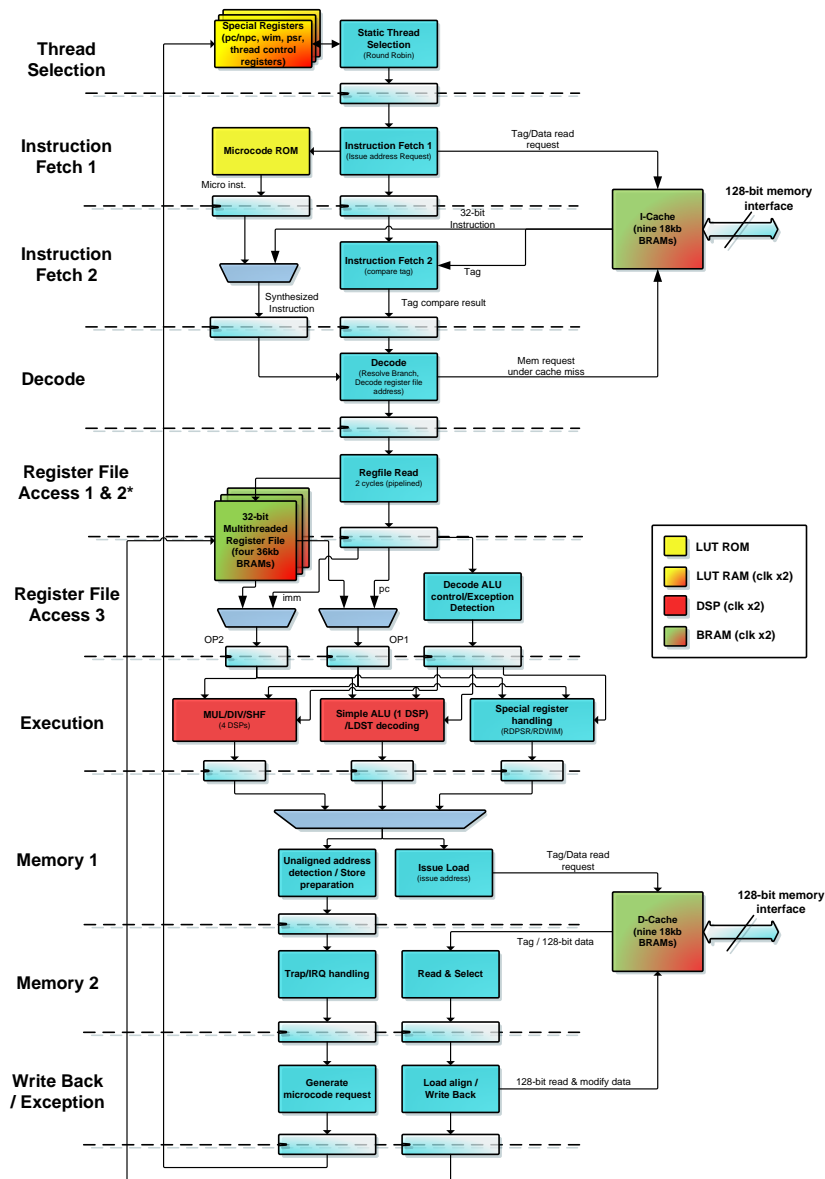 Special Registers
(pc/npc, wim, psr,
thread control
registers)
Static Thread
Selection
(Round Robin)
Thread
Selection
Instruction
Fetch 1
Microcode ROM
Instruction Fetch 1
(Issue address Request)
Tag/Data read
request
Micro inst.
32-bit
Instruction
I-Cache
(nine 18kb
BRAMs)
128-bit memory
interface
Instruction
Fetch 2
Instruction Fetch 2
(compare tag)
Tag
Synthesized
Instruction
Tag compare result
Decode
Decode
(Resolve Branch,
Decode register file
address)
Mem request
under cache miss
Register File
Access 1 & 2*
Regfile Read
2 cycles (pipelined)
32-bit
Multithreaded
Register File
(four 36kb
BRAMs)
LUT ROM
LUT RAM (clk x2)
DSP (clk x2)
BRAM (clk x2)
Register File
Access 3
imm
pc
Decode ALU
control/Exception
Detection
OP2
OP1
Execution
MUL/DIV/SHF
(4 DSPs)
Simple ALU (1 DSP)
/LDST decoding
Special register
handling
(RDPSR/RDWIM)
Memory 1
Unaligned address
detection / Store
preparation
Issue Load
(issue address)
Tag/Data read
request
D-Cache
(nine 18kb
BRAMs)
128-bit memory
interface
Tag / 128-bit data
Memory 2
Trap/IRQ handling
Read & Select
Write Back
/ Exception
Generate
microcode request
Load align /
Write Back
128-bit read & modify data